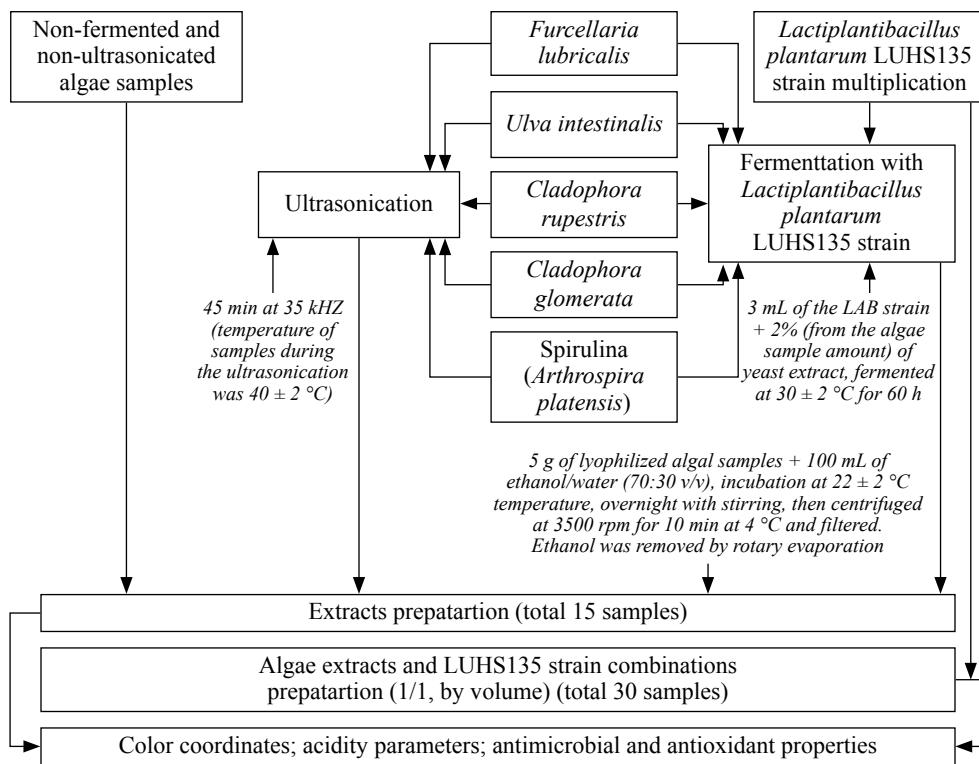 Non-fermented and
non-ultrasonicated
algae samples
Furcellaria
lubricalis
Lactiplantibacillus
plantarum LUHS135
strain multiplication
Ulva intestinalis
Ultrasonication
Cladophora
rupestris
Fermenttation with
Lactiplantibacillus
plantarum
LUHS135 strain
Cladophora
glomerata
45 min at 35 kHZ
(temperature of
samples during
the ultrasonication
was 40 ± 2 °C)
Spirulina
(Arthrospira
platensis)
3 mL of the LAB strain
+ 2% (from the algae
sample amount) of
yeast extract, fermented
at 30 ± 2 °C for 60 h
5 g of lyophilized algal samples + 100 mL of
ethanol/water (70:30 v/v), incubation at 22 ± 2 °C
temperature, overnight with stirring, then centrifuged
at 3500 rpm for 10 min at 4 °C and filtered.
Ethanol was removed by rotary evaporation
Extracts prepatartion (total 15 samples)
Algae extracts and LUHS135 strain combinations
prepatartion (1/1, by volume) (total 30 samples)
Color coordinates; acidity parameters; antimicrobial and antioxidant properties